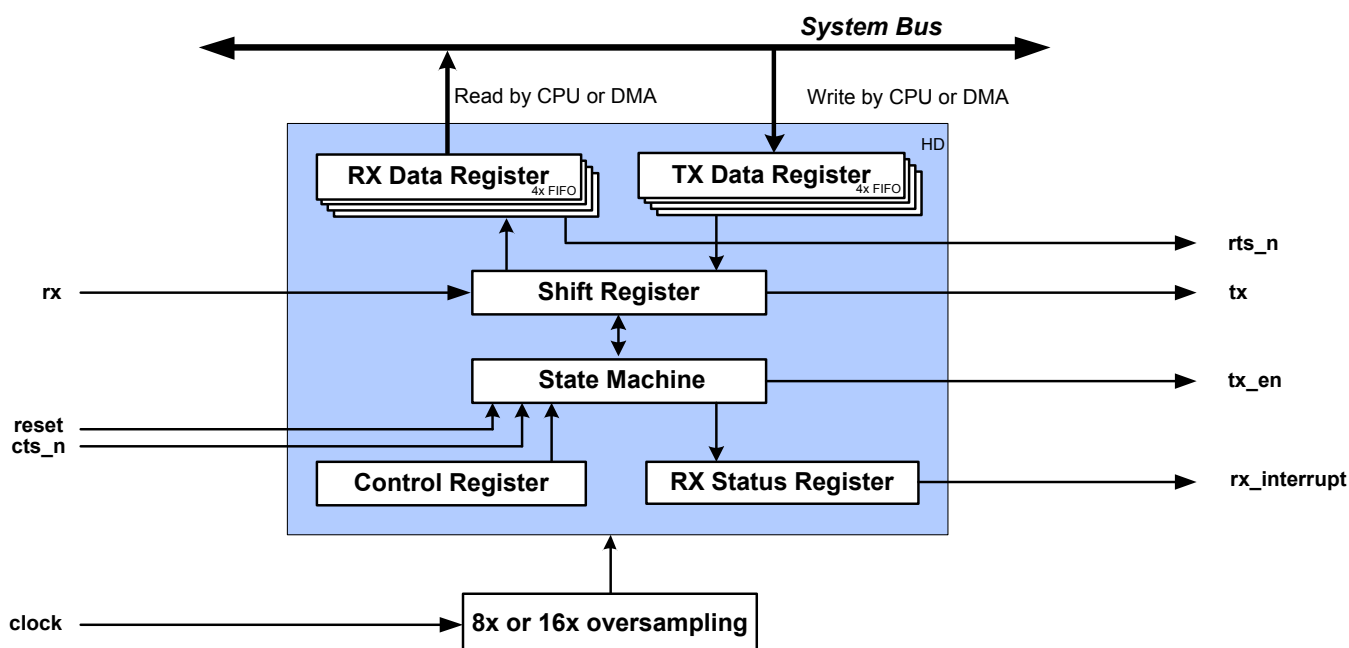 System Bus
Read by CPU or DMA
Write by CPU or DMA
HD
RX Data Register
4x FIFO
TX Data Register
4x FIFO
rts_n
rx
Shift Register
tx
State Machine
tx_en
reset
cts_n
Control Register
RX Status Register
rx_interrupt
clock
8x or 16x oversampling